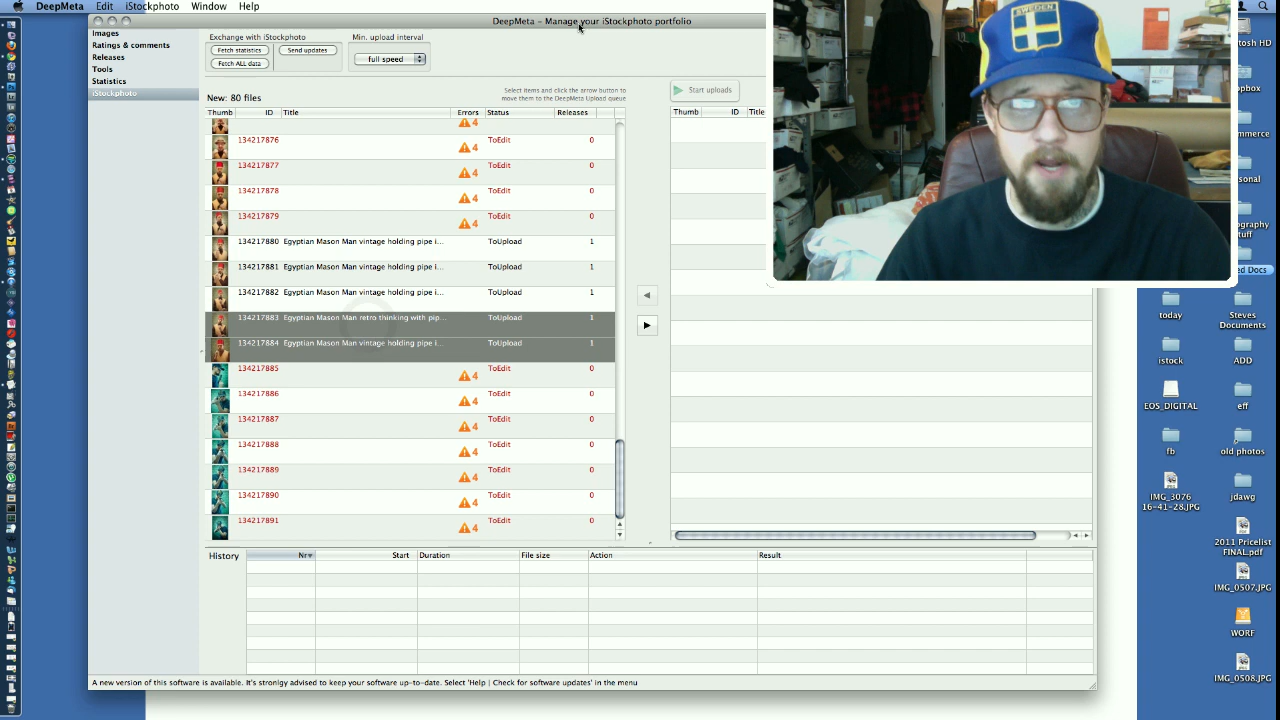 DeepMeta Edit iStockphoto Window Help
DeepMeta - Manage your iStockphoto portfolio
Images
Ratings & comments
Releases
Tools
Statistics
iStockphoto
Exchange with iStockphoto
Fetch statistics
Send updates
Fetch ALL data
Min. upload interval
full speed
New: 80 files
Select items and click the arrow button to
move them to the DeepMeta Upload queue
Start uploads
Thumb ID Title Errors Status Releases
4
134217876 4 ToEdit 0
134217877 4 ToEdit 0
134217878 4 ToEdit 0
134217879 4 ToEdit 0
134217880 Egyptian Mason Man vintage holding pipe i... ToUpload 1
134217881 Egyptian Mason Man vintage holding pipe i... ToUpload 1
134217882 Egyptian Mason Man vintage holding pipe i... ToUpload 1
134217883 Egyptian Mason Man retro thinking with pip... ToUpload 1
134217884 Egyptian Mason Man vintage holding pipe i... ToUpload 1
134217885 4 ToEdit 0
134217886 4 ToEdit 0
134217887 4 ToEdit 0
134217888 4 ToEdit 0
134217889 4 ToEdit 0
134217890 4 ToEdit 0
134217891 4 ToEdit 0
Thumb ID Title
History
Nr Start Duration File size Action Result
A new version of this software is available. It's stronlgy advised to keep your software up-to-date. Select 'Help | Check for software updates' in the menu
SWEDEN
tosh HD
pbox
mmerce
sonal
ography
tuff
ed Docs
today
Steves
Documents
istock
ADD
EOS_DIGITAL
eff
fb
old photos
IMG_3076
16-41-28.JPG
jdawg
2011 Pricelist
FINAL.pdf
IMG_0507.JPG
WORF
IMG_0508.JPG